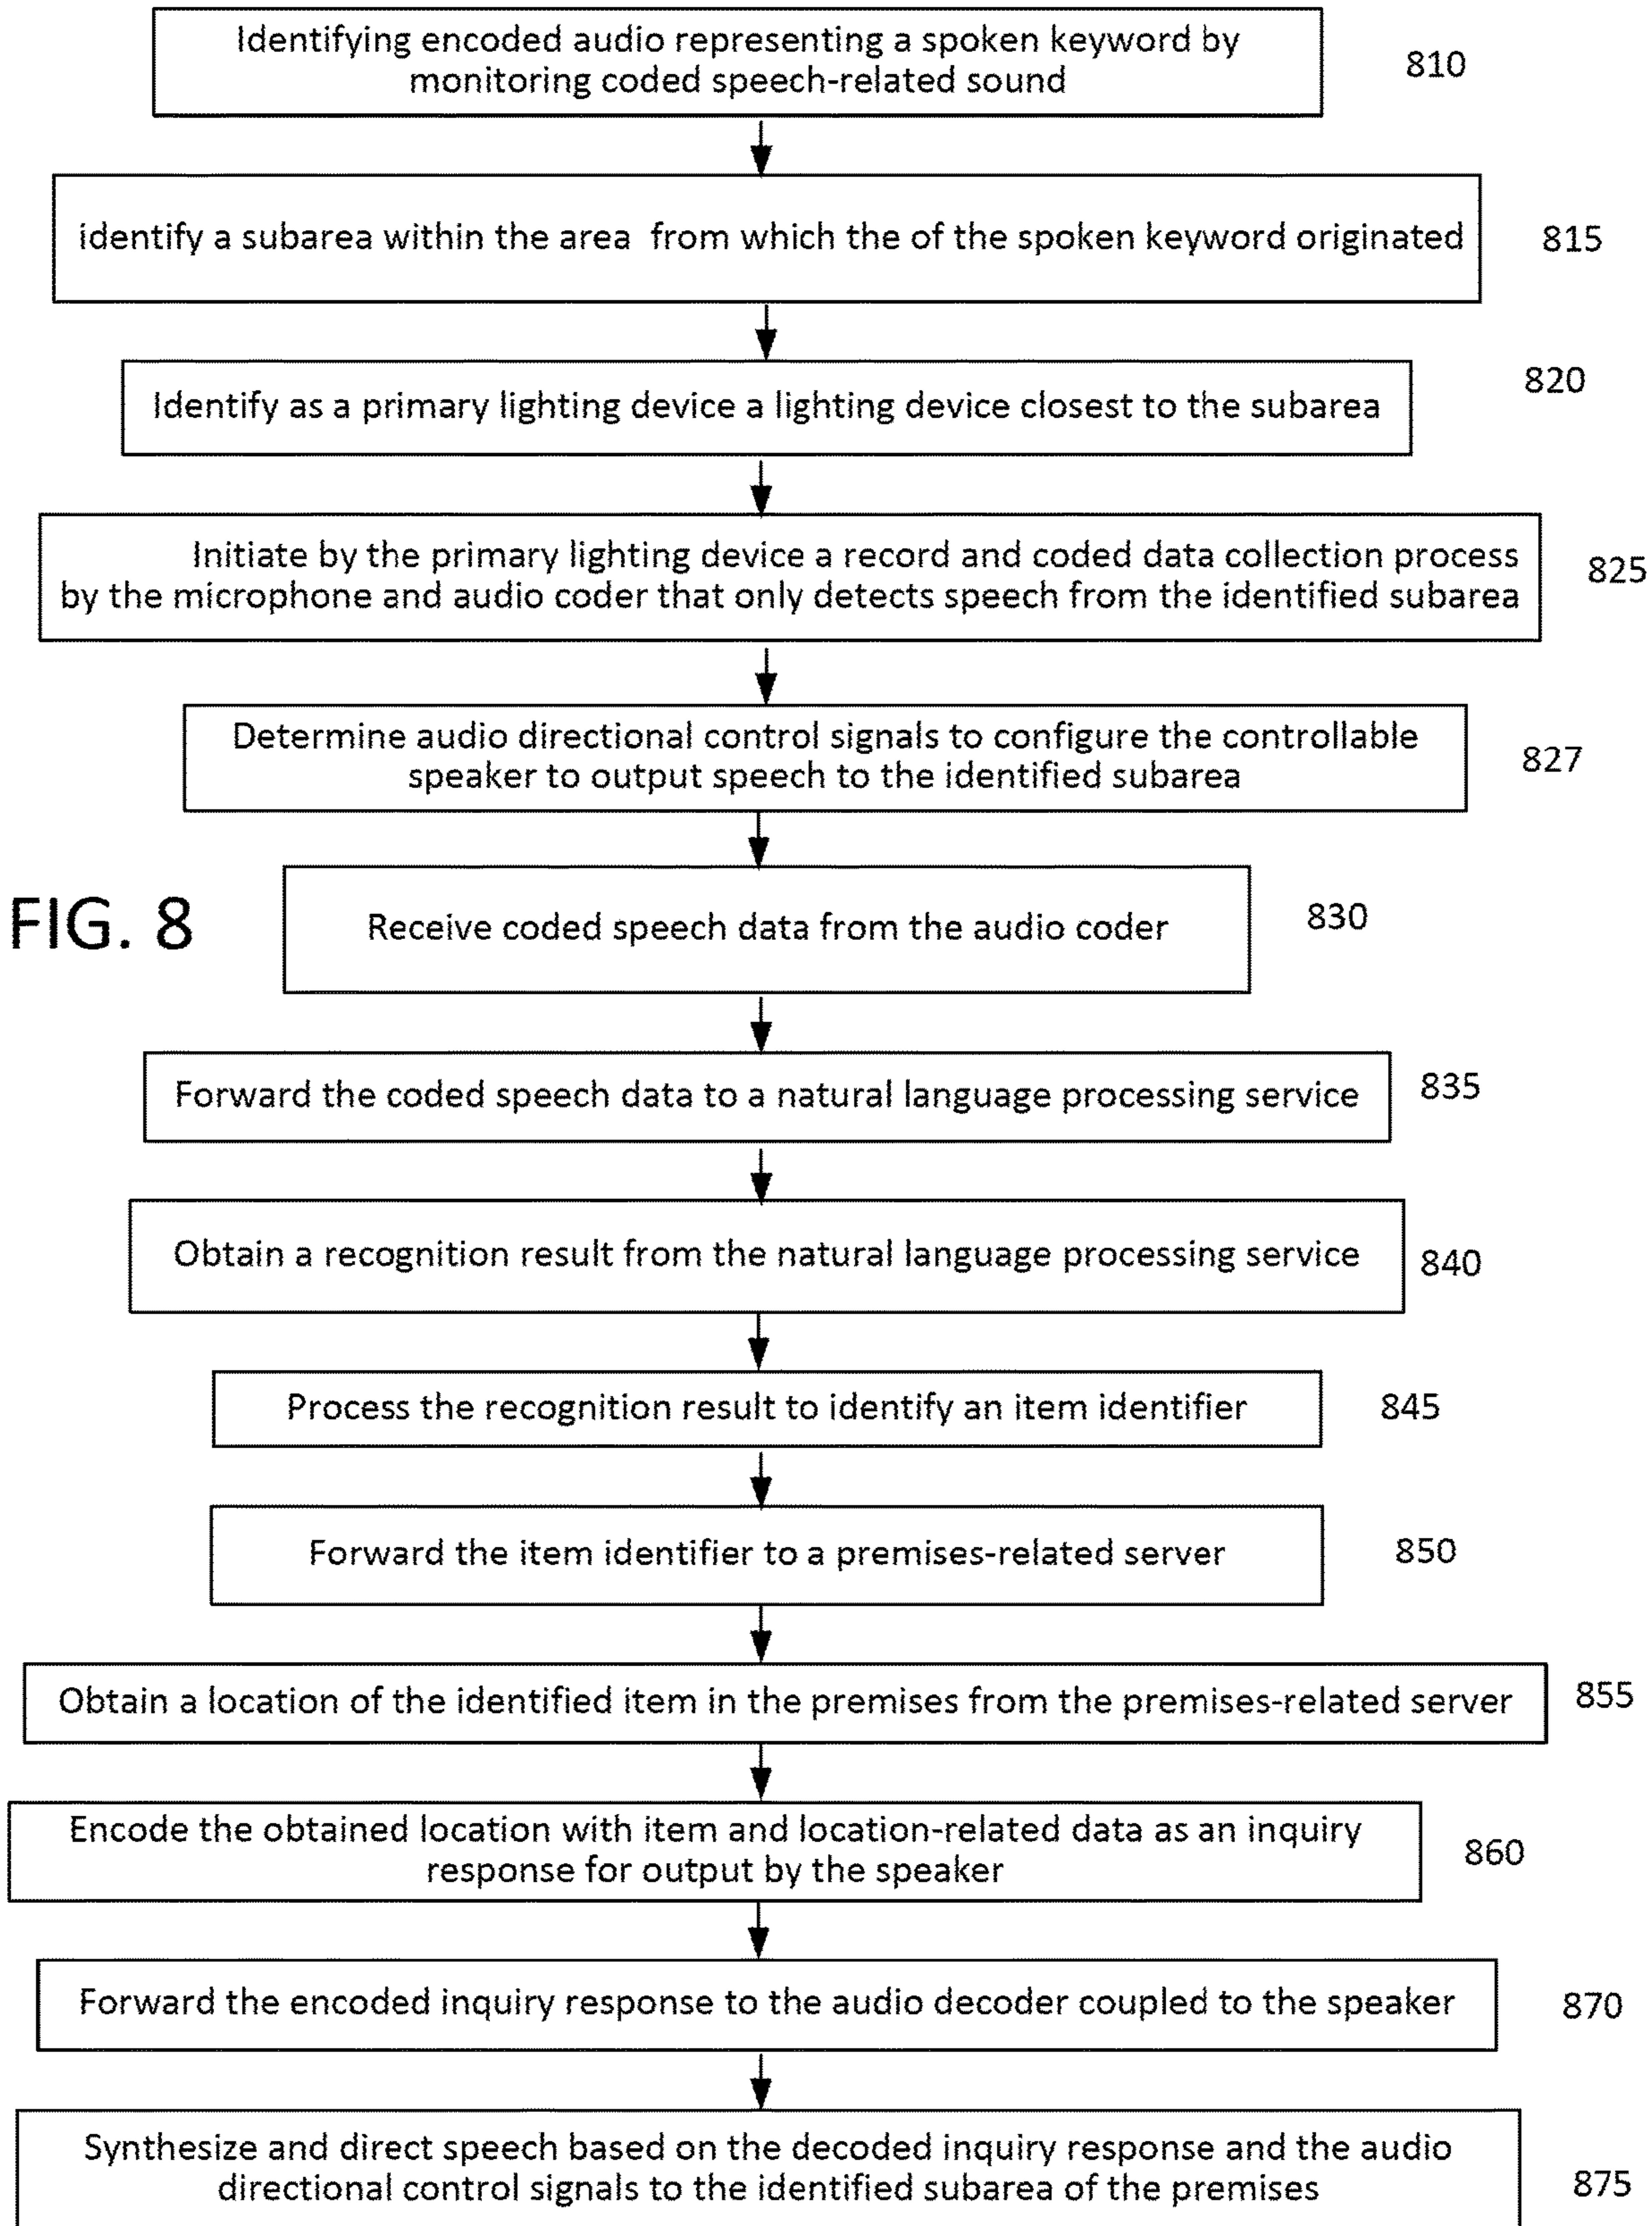 Identifying encoded audio representing a spoken keyword by
monitoring coded speech-related sound
810
identify a subarea within the area from which the of the spoken keyword originated
815
Identify as a primary lighting device a lighting device closest to the subarea
820
Initiate by the primary lighting device a record and coded data collection process
by the microphone and audio coder that only detects speech from the identified subarea
825
Determine audio directional control signals to configure the controllable
speaker to output speech to the identified subarea
827
FIG. 8
Receive coded speech data from the audio coder
830
Forward the coded speech data to a natural language processing service
835
Obtain a recognition result from the natural language processing service
840
Process the recognition result to identify an item identifier
845
Forward the item identifier to a premises-related server
850
Obtain a location of the identified item in the premises from the premises-related server
855
Encode the obtained location with item and location-related data as an inquiry
response for output by the speaker
860
Forward the encoded inquiry response to the audio decoder coupled to the speaker
870
Synthesize and direct speech based on the decoded inquiry response and the audio
directional control signals to the identified subarea of the premises
875